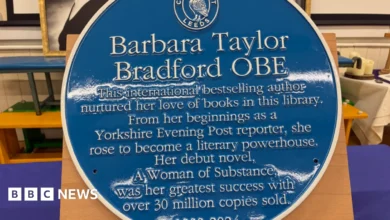 LEEDS
Barbara Taylor
Bradford OBE
This international bestselling author
nurtured her love of books in this library.
From her beginnings as a
Yorkshire Evening Post reporter, she
rose to become a literary powerhouse.
Her debut novel,
A Woman of Substance,
was her greatest success with
over 30 million copies sold.
BBC NEWS